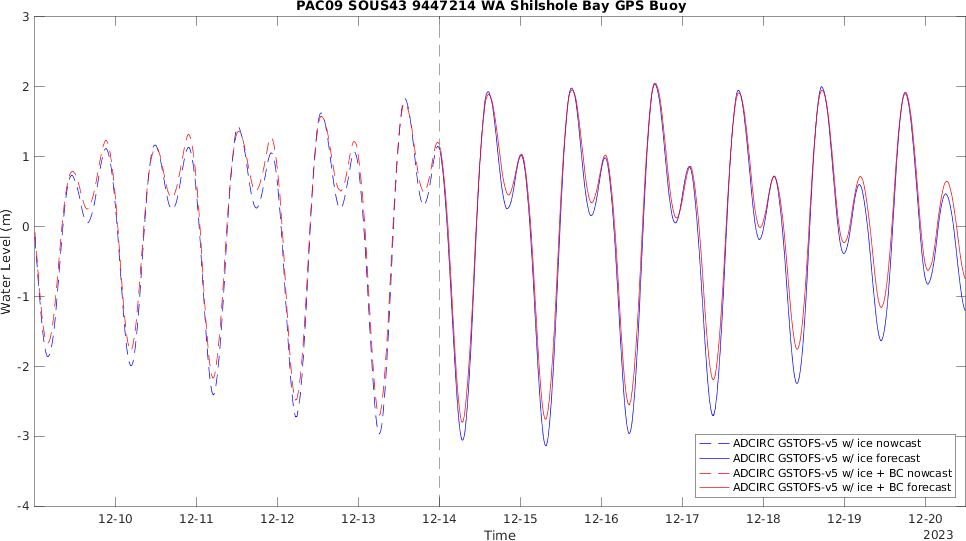 PAC09 SOUS43 9447214 WA Shilshole Bay GPS Buoy
3
2
1
0
-1
-2
-3
-4
Water Level (m)
12-10 12-11 12-12 12-13 12-14 12-15 12-16 12-17 12-18 12-19 12-20
Time
2023
ADCIRC GSTOFS-v5 w/ ice nowcast
ADCIRC GSTOFS-v5 w/ ice forecast
ADCIRC GSTOFS-v5 w/ ice + BC nowcast
ADCIRC GSTOFS-v5 w/ ice + BC forecast